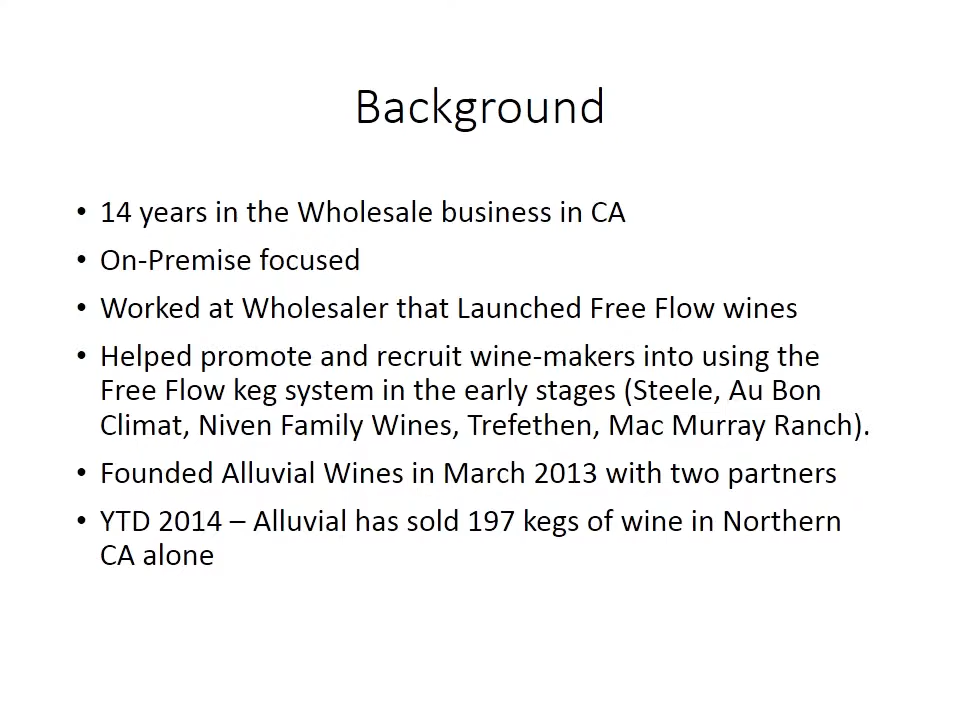 Background
• 14 years in the Wholesale business in CA
• On-Premise focused
• Worked at Wholesaler that Launched Free Flow wines
• Helped promote and recruit wine-makers into using the
Free Flow keg system in the early stages (Steele, Au Bon
Climat, Niven Family Wines, Trefethen, Mac Murray Ranch).
• Founded Alluvial Wines in March 2013 with two partners
• YTD 2014 – Alluvial has sold 197 kegs of wine in Northern
CA alone